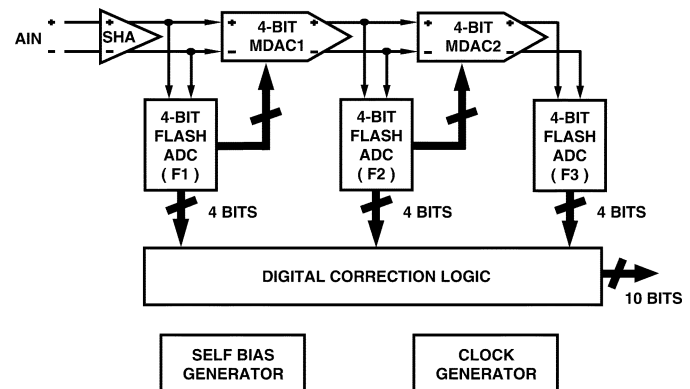 AIN
+
-
+
-
SHA
+
-
4-BIT
MDAC1
+
-
+
-
4-BIT
MDAC2
+
-
4-BIT
FLASH
ADC
( F1 )
4-BIT
FLASH
ADC
( F2 )
4-BIT
FLASH
ADC
( F3 )
4 BITS
4 BITS
4 BITS
DIGITAL CORRECTION LOGIC
10 BITS
SELF BIAS
GENERATOR
CLOCK
GENERATOR